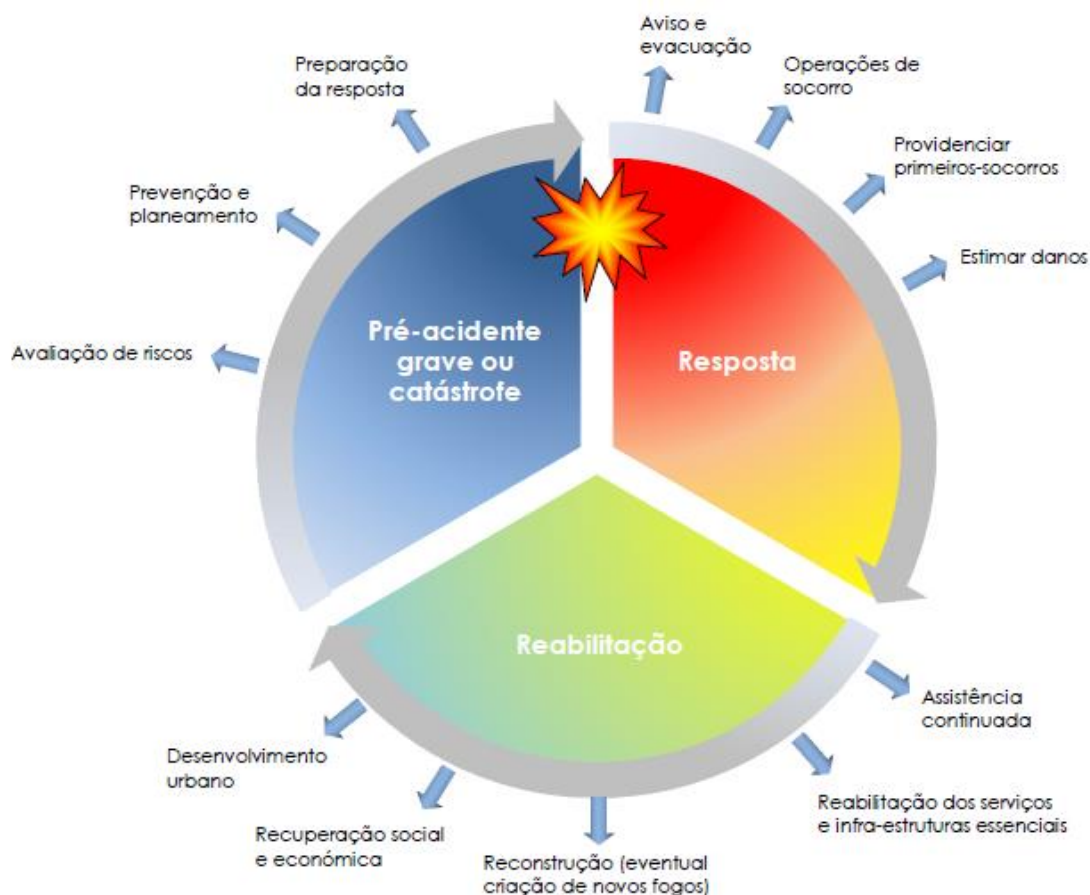 Aviso e
evacuação
Preparação
da resposta
Operações de
socorro
Providenciar
primeiros-socorros
Prevenção e
planeamento
Estimar danos
Avaliação de riscos
Pré-acidente
grave ou
catástrofe
Resposta
Reabilitação
Assistência
continuada
Desenvolvimento
urbano
Reabilitação dos serviços
e infra-estruturas essenciais
Recuperação social
e económica
Reconstrução (eventual
criação de novos fogos)